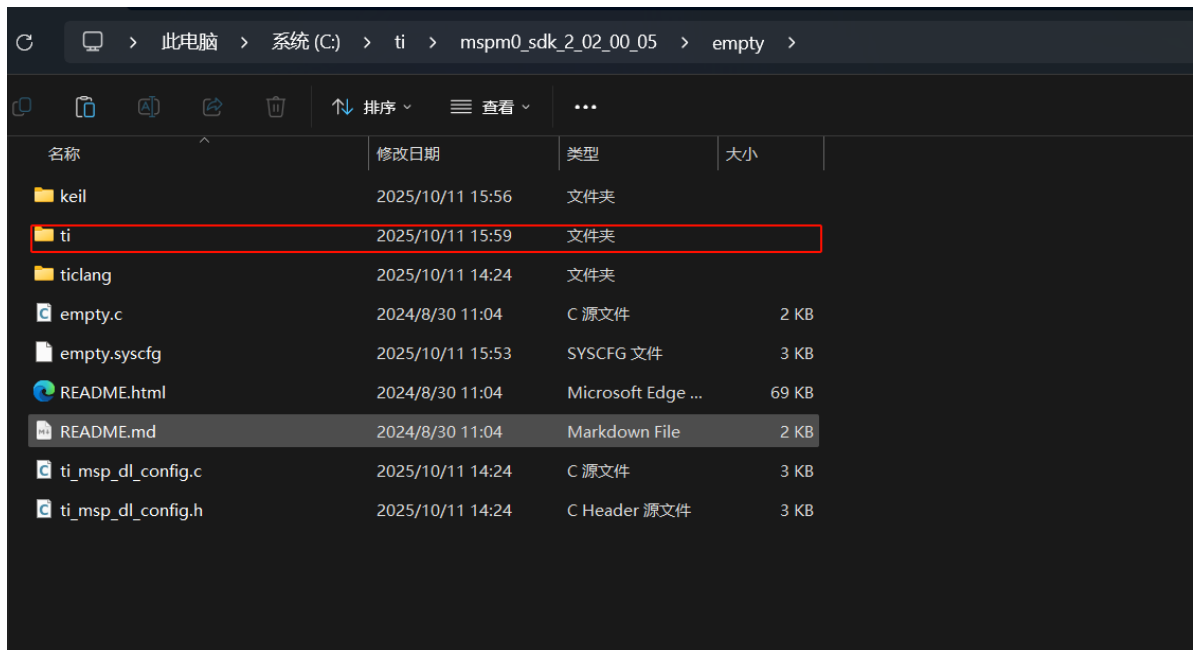 此电脑 > 系统 (C:) > ti > mspm0_sdk_2_02_00_05 > empty >
排序 查看 ...
名称 修改日期 类型 大小
keil 2025/10/11 15:56 文件夹
ti 2025/10/11 15:59 文件夹
ticlang 2025/10/11 14:24 文件夹
empty.c 2024/8/30 11:04 C 源文件 2 KB
empty.syscfg 2025/10/11 15:53 SYSCFG 文件 3 KB
README.html 2024/8/30 11:04 Microsoft Edge ... 69 KB
README.md 2024/8/30 11:04 Markdown File 2 KB
ti_msp_dl_config.c 2025/10/11 14:24 C 源文件 3 KB
ti_msp_dl_config.h 2025/10/11 14:24 C Header 源文件 3 KB